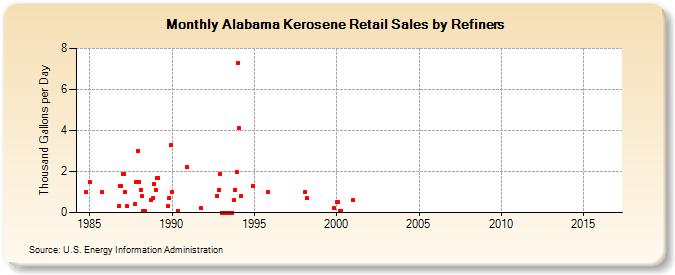 Monthly Alabama Kerosene Retail Sales by Refiners
Thousand Gallons per Day
8
6
4
2
0
1985 1990 1995 2000 2005 2010 2015
Source: U.S. Energy Information Administration